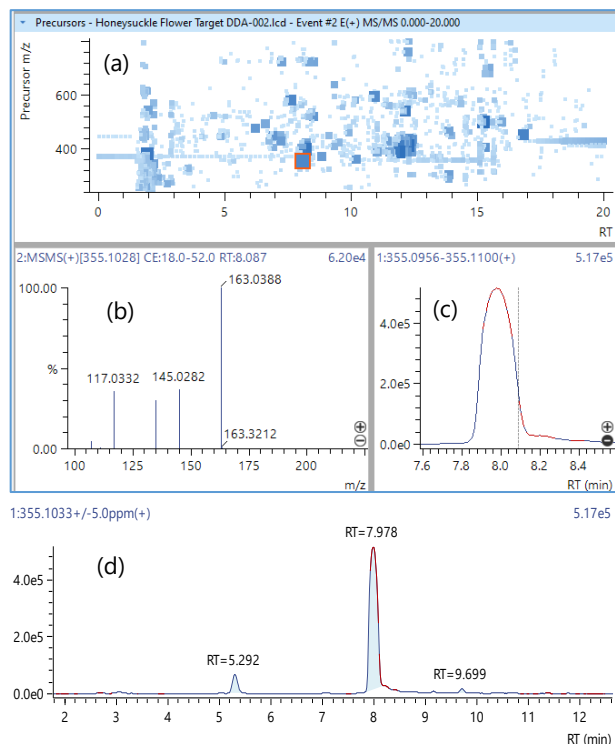 Precursors - Honeysuckle Flower Target DDA-002.lcd - Event #2 E(+) MS/MS 0.000-20.000
(a)
Precursor m/z
600
400
0 5 10 15 20
RT
2:MSMS(+)[355.1028] CE:18.0-52.0 RT:8.087 6.20e4
100.00
163.0388
(b)
%
117.0332
145.0282
163.3212
0.00
100 120 140 160 180 200
m/z
1:355.0956-355.1100(+) 5.17e5
(c)
4.0e5
2.0e5
0.0e0
7.6 7.8 8.0 8.2 8.4
RT (min)
1:355.1033+/-5.0ppm(+) 5.17e5
RT=7.978
(d)
4.0e5
2.0e5
RT=5.292
RT=9.699
0.0e0
2 3 4 5 6 7 8 9 10 11 12
RT (min)